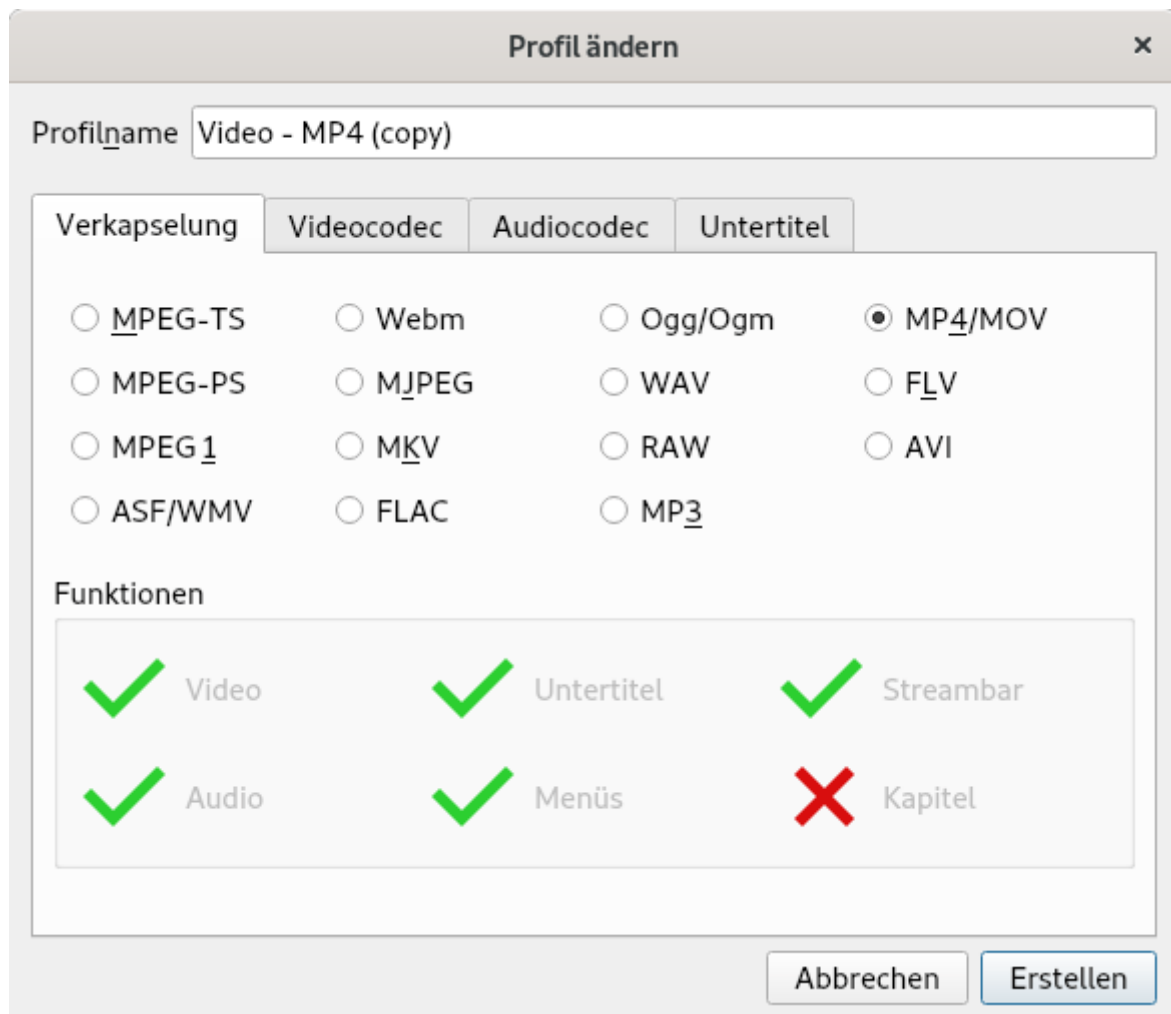 Profil ändern
Profilname Video - MP4 (copy)
Verkapselung Videocodec Audiocodec Untertitel
MPEG-TS Webm Ogg/Ogm MP4/MOV
MPEG-PS MJPEG WAV FLV
MPEG 1 MKV RAW AVI
ASF/WMV FLAC MP3
Funktionen
Video Untertitel Streambar
Audio Menüs Kapitel
Abbrechen Erstellen